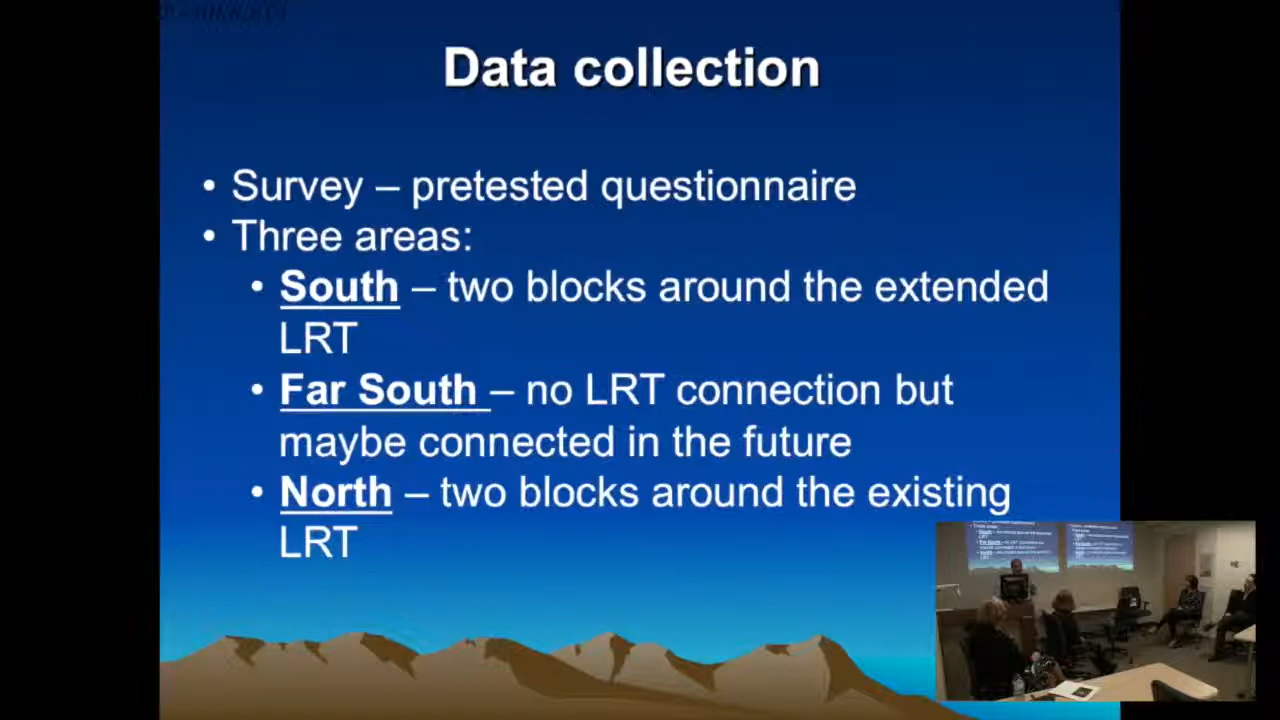 Data collection
• Survey – pretested questionnaire
• Three areas:
• South – two blocks around the extended
LRT
• Far South – no LRT connection but
maybe connected in the future
• North – two blocks around the existing
LRT